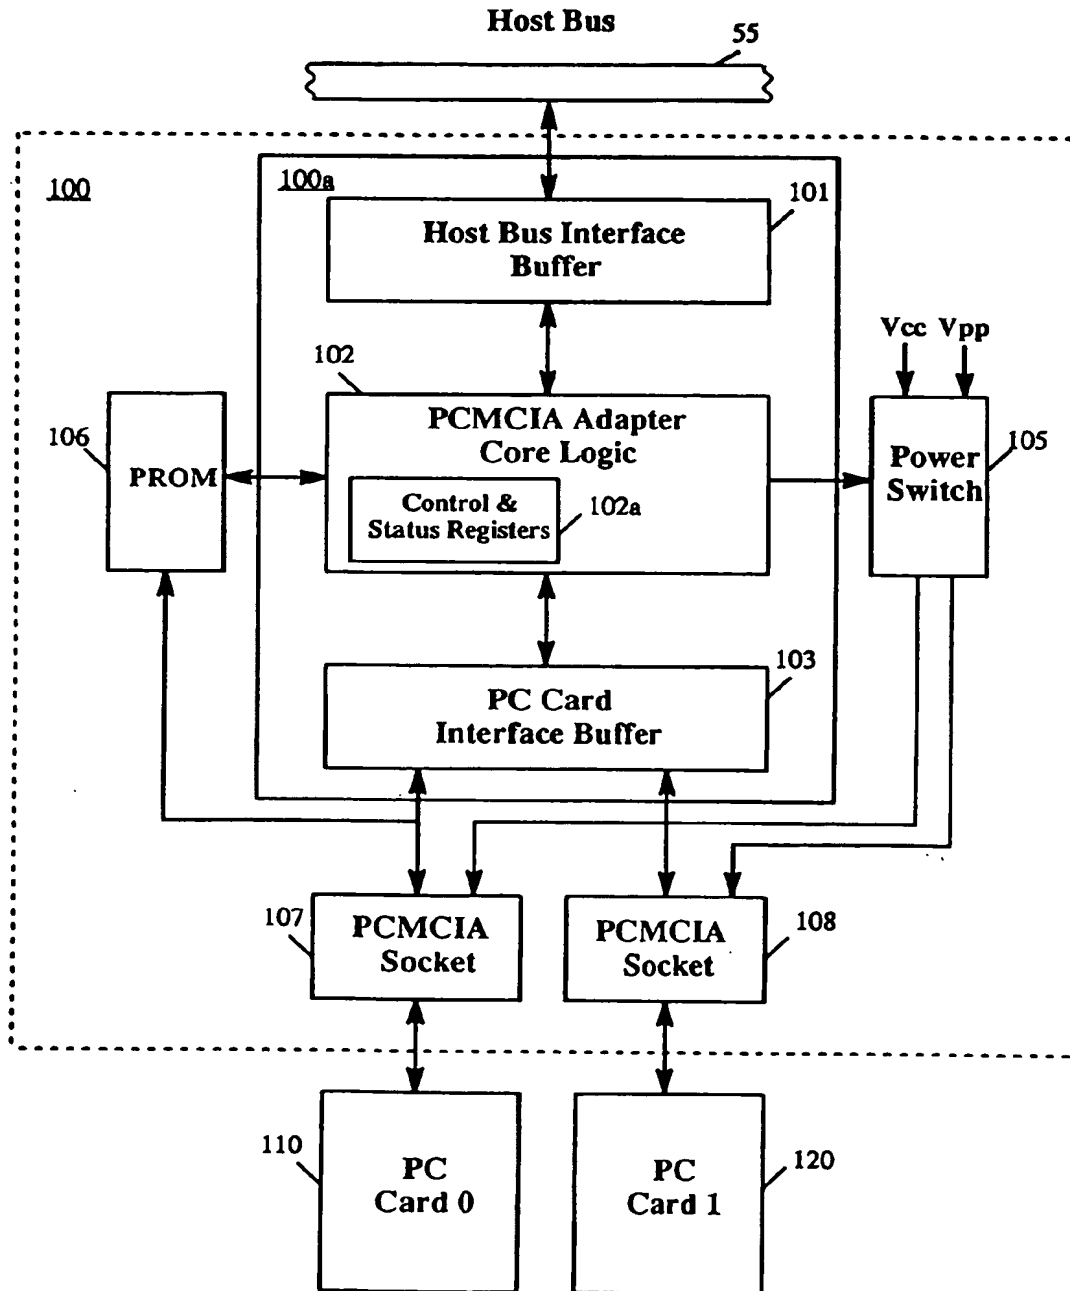 Host Bus
55
100
100a
101
Host Bus Interface
Buffer
Vcc Vpp
102
PCMCIA Adapter
Core Logic
106
PROM
Control &
Status Registers
102a
Power
Switch
105
103
PC Card
Interface Buffer
107
PCMCIA
Socket
PCMCIA
Socket
108
110
PC
Card 0
PC
Card 1
120